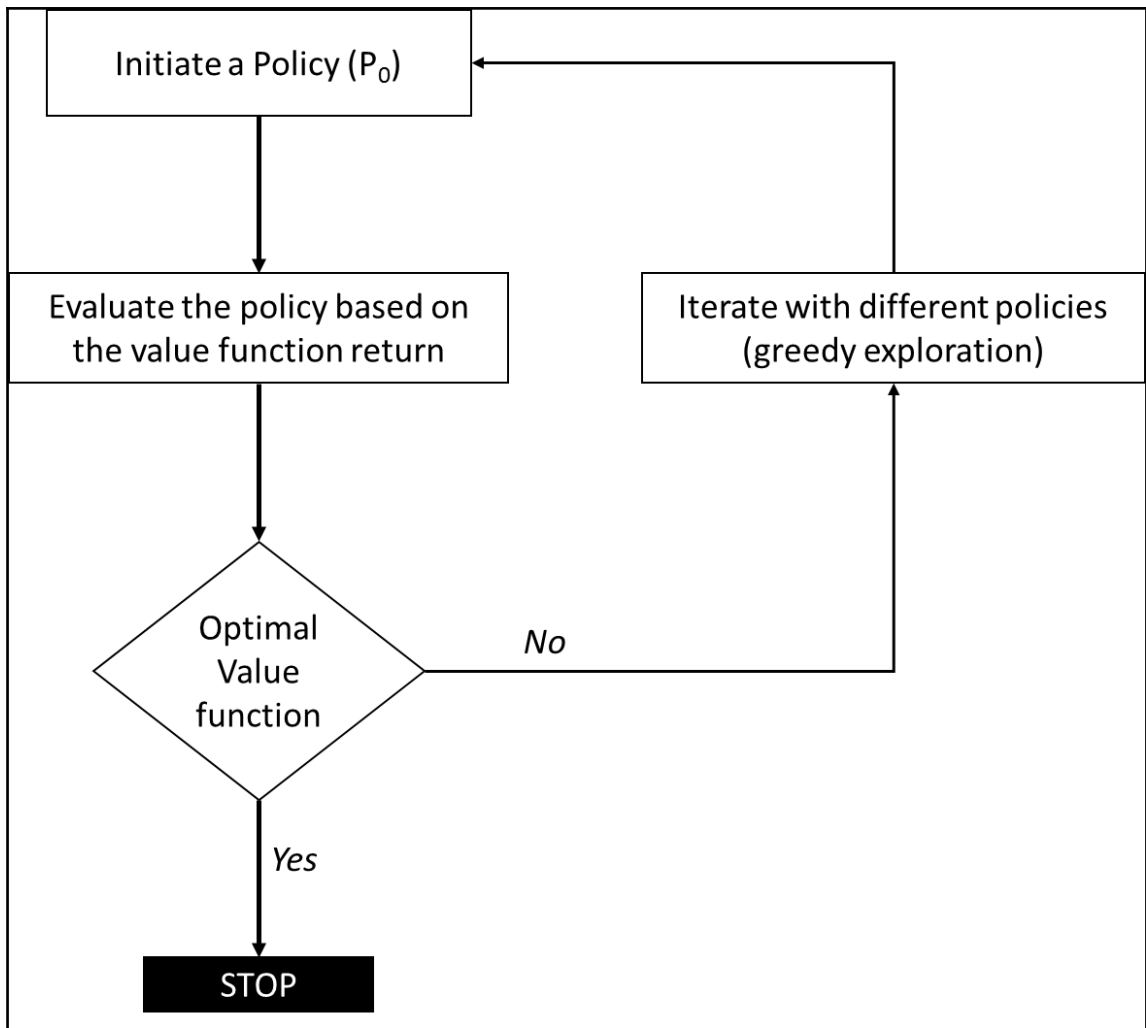 Initiate a Policy (P₀)
Evaluate the policy based on
the value function return
Iterate with different policies
(greedy exploration)
Optimal
Value
function
No
Yes
STOP